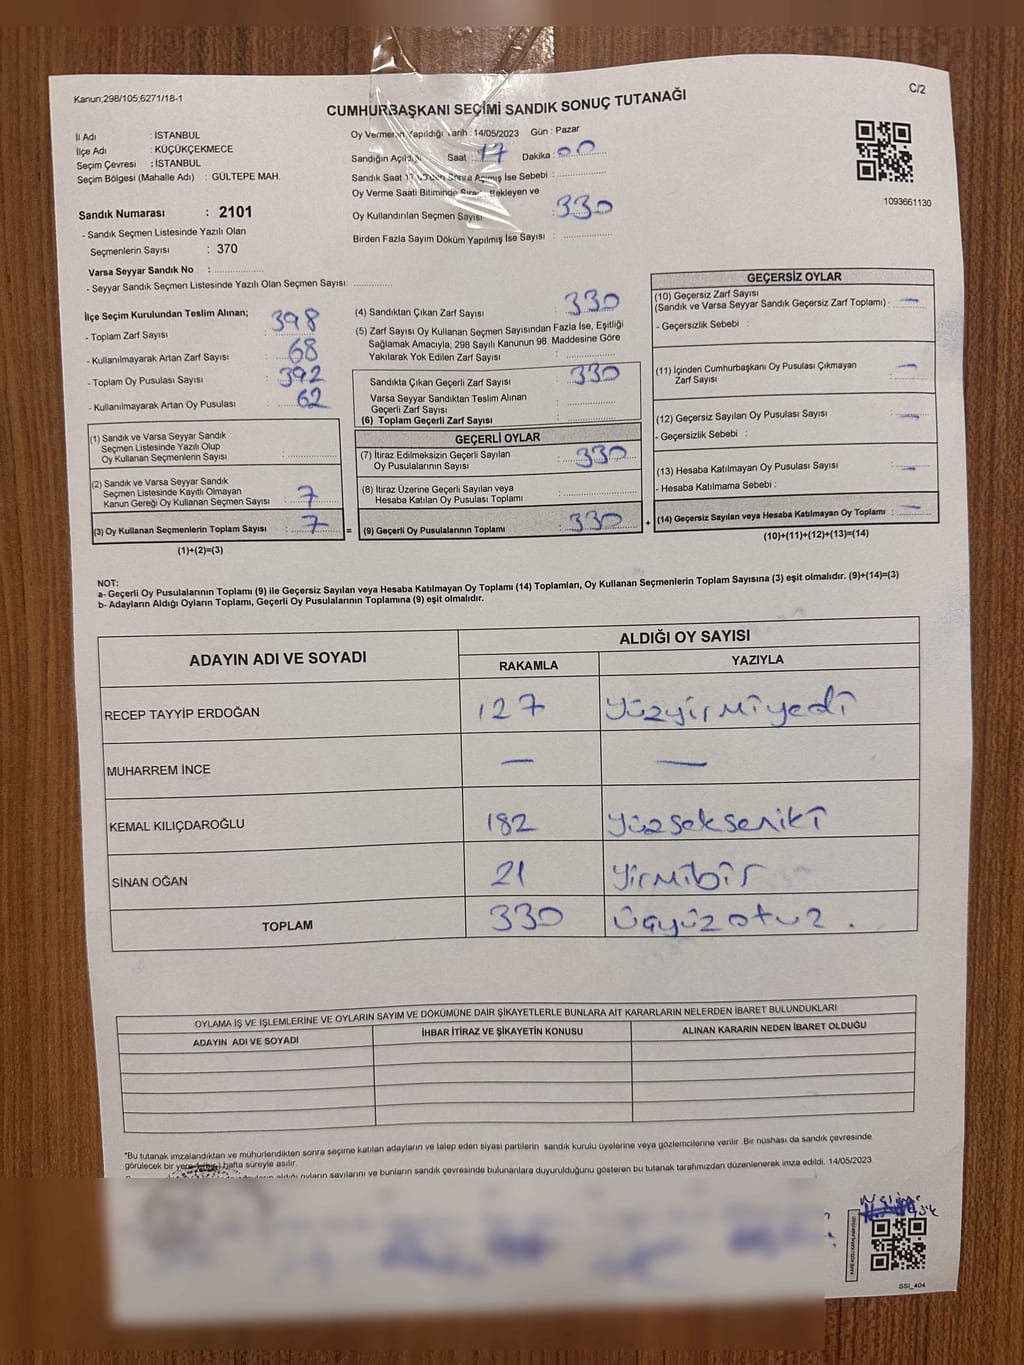 Kanun,298/105,6271/18-1
C/2
CUMHURBAŞKANI SEÇİMİ SANDIK SONUÇ TUTANAĞI
İl Adı : İSTANBUL
İlçe Adı : KÜÇÜKÇEKMECE
Seçim Çevresi : İSTANBUL
Seçim Bölgesi (Mahalle Adı) : GÜLTEPE MAH.
Sandık Numarası : 2101
- Sandık Seçmen Listesinde Yazılı Olan
Seçmenlerin Sayısı : 370
Varsa Seyyar Sandık No :
- Seyyar Sandık Seçmen Listesinde Yazılı Olan Seçmen Sayısı:
Oy Vermenin Yapıldığı Tarih : 14/05/2023 Gün : Pazar
Sandığın Açıldı Saat : 17 Dakika : 00
Sandık Saat 17 Sonra Açılmış İse Sebebi :
Oy Verme Saati Bitiminde Bekleyen ve
Oy Kullandırılan Seçmen Sayısı : 330
Birden Fazla Sayım Döküm Yapılmış İse Sayısı :
1093661130
İlçe Seçim Kurulundan Teslim Alınan;
- Toplam Zarf Sayısı : 398
- Kullanılmayarak Artan Zarf Sayısı : 68
- Toplam Oy Pusulası Sayısı : 392
- Kullanılmayarak Artan Oy Pusulası : 62
(1) Sandık ve Varsa Seyyar Sandık
Seçmen Listesinde Yazılı Olup
Oy Kullanan Seçmenlerin Sayısı :
(2) Sandık ve Varsa Seyyar Sandık
Seçmen Listesinde Kayıtlı Olmayan
Kanun Gereği Oy Kullanan Seçmen Sayısı : 7
(3) Oy Kullanan Seçmenlerin Toplam Sayısı : 7 =
(1)+(2)=(3)
(4) Sandıktan Çıkan Zarf Sayısı : 330
(5) Zarf Sayısı Oy Kullanan Seçmen Sayısından Fazla İse, Eşitliği
Sağlamak Amacıyla; 298 Sayılı Kanunun 98. Maddesine Göre
Yakılarak Yok Edilen Zarf Sayısı :
Sandıkta Çıkan Geçerli Zarf Sayısı : 330
Varsa Seyyar Sandıktan Teslim Alınan
Geçerli Zarf Sayısı :
(6) Toplam Geçerli Zarf Sayısı :
GEÇERLİ OYLAR
(7) İtiraz Edilmeksizin Geçerli Sayılan
Oy Pusulalarının Sayısı : 330
(8) İtiraz Üzerine Geçerli Sayılan veya
Hesaba Katılan Oy Pusulası Toplamı :
(9) Geçerli Oy Pusulalarının Toplamı : 330 +
GEÇERSİZ OYLAR
(10) Geçersiz Zarf Sayısı
(Sandık ve Varsa Seyyar Sandık Geçersiz Zarf Toplamı) : —
- Geçersizlik Sebebi :
(11) İçinden Cumhurbaşkanı Oy Pusulası Çıkmayan
Zarf Sayısı : —
(12) Geçersiz Sayılan Oy Pusulası Sayısı : —
- Geçersizlik Sebebi :
(13) Hesaba Katılmayan Oy Pusulası Sayısı : —
- Hesaba Katılmama Sebebi :
(14) Geçersiz Sayılan veya Hesaba Katılmayan Oy Toplamı : —
(10)+(11)+(12)+(13)=(14)
NOT:
a- Geçerli Oy Pusulalarının Toplamı (9) ile Geçersiz Sayılan veya Hesaba Katılmayan Oy Toplamı (14) Toplamları, Oy Kullanan Seçmenlerin Toplam Sayısına (3) eşit olmalıdır. (9)+(14)=(3)
b- Adayların Aldığı Oyların Toplamı, Geçerli Oy Pusulalarının Toplamına (9) eşit olmalıdır.
ADAYIN ADI VE SOYADI ALDIĞI OY SAYISI
RAKAMLA YAZIYLA
RECEP TAYYİP ERDOĞAN 127 Yüzyirmiyedi
MUHARREM İNCE — —
KEMAL KILIÇDAROĞLU 182 Yüzsekseniki
SİNAN OĞAN 21 Yirmibir
TOPLAM 330 Üçyüzotuz.
OYLAMA İŞ VE İŞLEMLERİNE VE OYLARIN SAYIM VE DÖKÜMÜNE DAİR ŞİKAYETLERLE BUNLARA AİT KARARLARIN NELERDEN İBARET BULUNDUKLARI
ADAYIN ADI VE SOYADI İHBAR İTİRAZ VE ŞİKAYETİN KONUSU ALINAN KARARIN NEDEN İBARET OLDUĞU
"Bu tutanak imzalandıktan ve mühürlendikten sonra seçime katılan adayların ve talep eden siyasi partilerin sandık kurulu üyelerine veya gözlemcilerine verilir. Bir nüshası da sandık çevresinde
görülecek bir yere hafta süreyle asılır.
aldığı oyların sayılarını ve bunların sandık çevresinde bulunanlara duyurulduğunu gösteren bu tutanak tarafımızdan düzenlenerek imza edildi. 14/05/2023
SSI_404